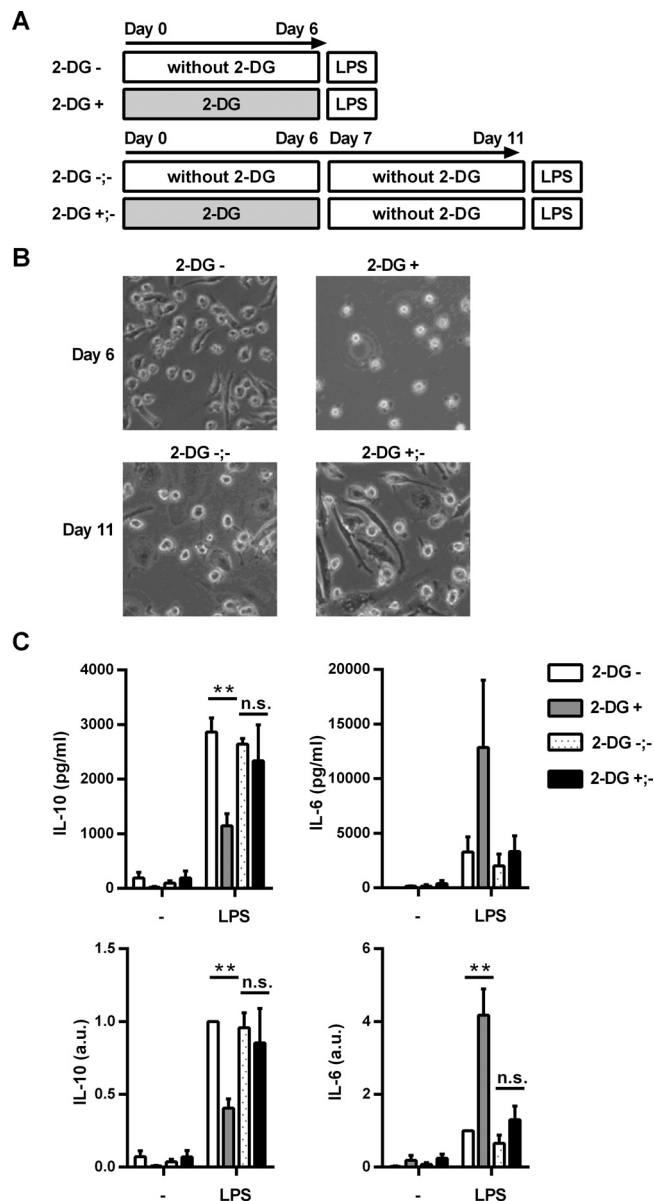 A
Day 0 Day 6
2-DG - without 2-DG LPS
2-DG + 2-DG LPS
Day 0 Day 6 Day 7 Day 11
2-DG -;- without 2-DG without 2-DG LPS
2-DG +;- 2-DG without 2-DG LPS
B
2-DG - 2-DG +
Day 6
2-DG -;- 2-DG +;-
Day 11
C
IL-10 (pg/ml)
4000
3000
2000
1000
0
**
n.s.
- LPS
IL-6 (pg/ml)
20000
15000
10000
5000
0
- LPS
2-DG -
2-DG +
2-DG -;-
2-DG +;-
IL-10 (a.u.)
1.5
1.0
0.5
0.0
**
n.s.
- LPS
IL-6 (a.u.)
6
4
2
0
**
n.s.
- LPS